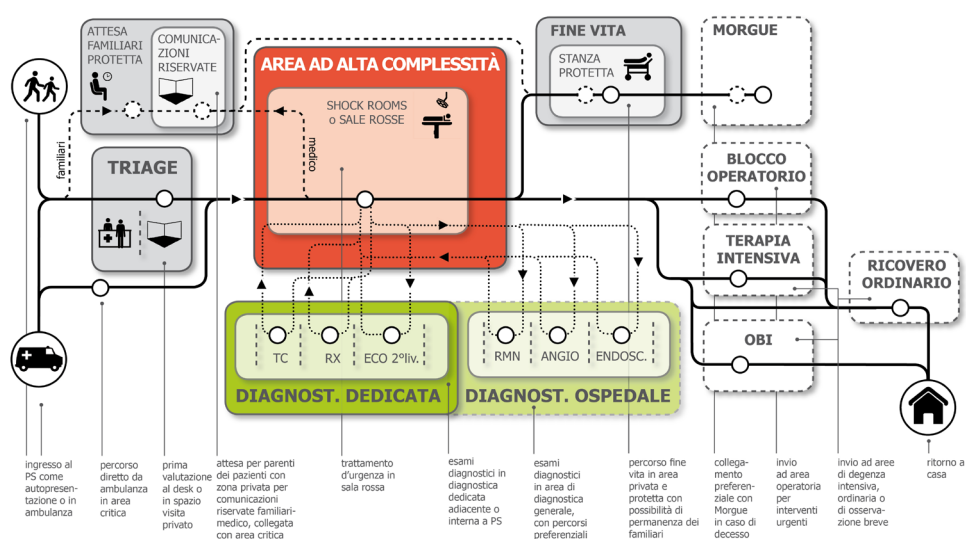 ATTESA
FAMILIARI
PROTETTA
COMUNICA-
ZIONI
RISERVATE
AREA AD ALTA COMPLESSITÀ
SHOCK ROOMS
o SALE ROSSE
FINE VITA
STANZA
PROTETTA
MORGUE
familiari
medico
TRIAGE
BLOCCO
OPERATORIO
TERAPIA
INTENSIVA
RICOVERO
ORDINARIO
OBI
TC
RX
ECO 2°liv.
RMN
ANGIO
ENDOSC.
DIAGNOST. DEDICATA
DIAGNOST. OSPEDALE
ingresso al
PS come
autopresen-
tazione o in
ambulanza
percorso
diretto da
ambulanza
in area
critica
prima
valutazione
al desk o
in spazio
visita
privato
attesa per parenti
dei pazienti con
zona privata per
comunicazioni
riservate familiari-
medico, collegata
con area critica
trattamento
d'urgenza in
sala rossa
esami
diagnostici in
diagnostica
dedicata
adiacente o
interna a PS
esami
diagnostici
in area di
diagnostica
generale,
con percorsi
preferenziali
percorso fine
vita in area
privata e
protetta con
possibilità di
permanenza dei
familiari
collega-
mento
preferen-
ziale con
Morgue
in caso di
decesso
invio
ad area
operatoria
per
interventi
urgenti
invio ad aree
di degenza
intensiva,
ordinaria o
di osserva-
zione breve
ritorno a
casa